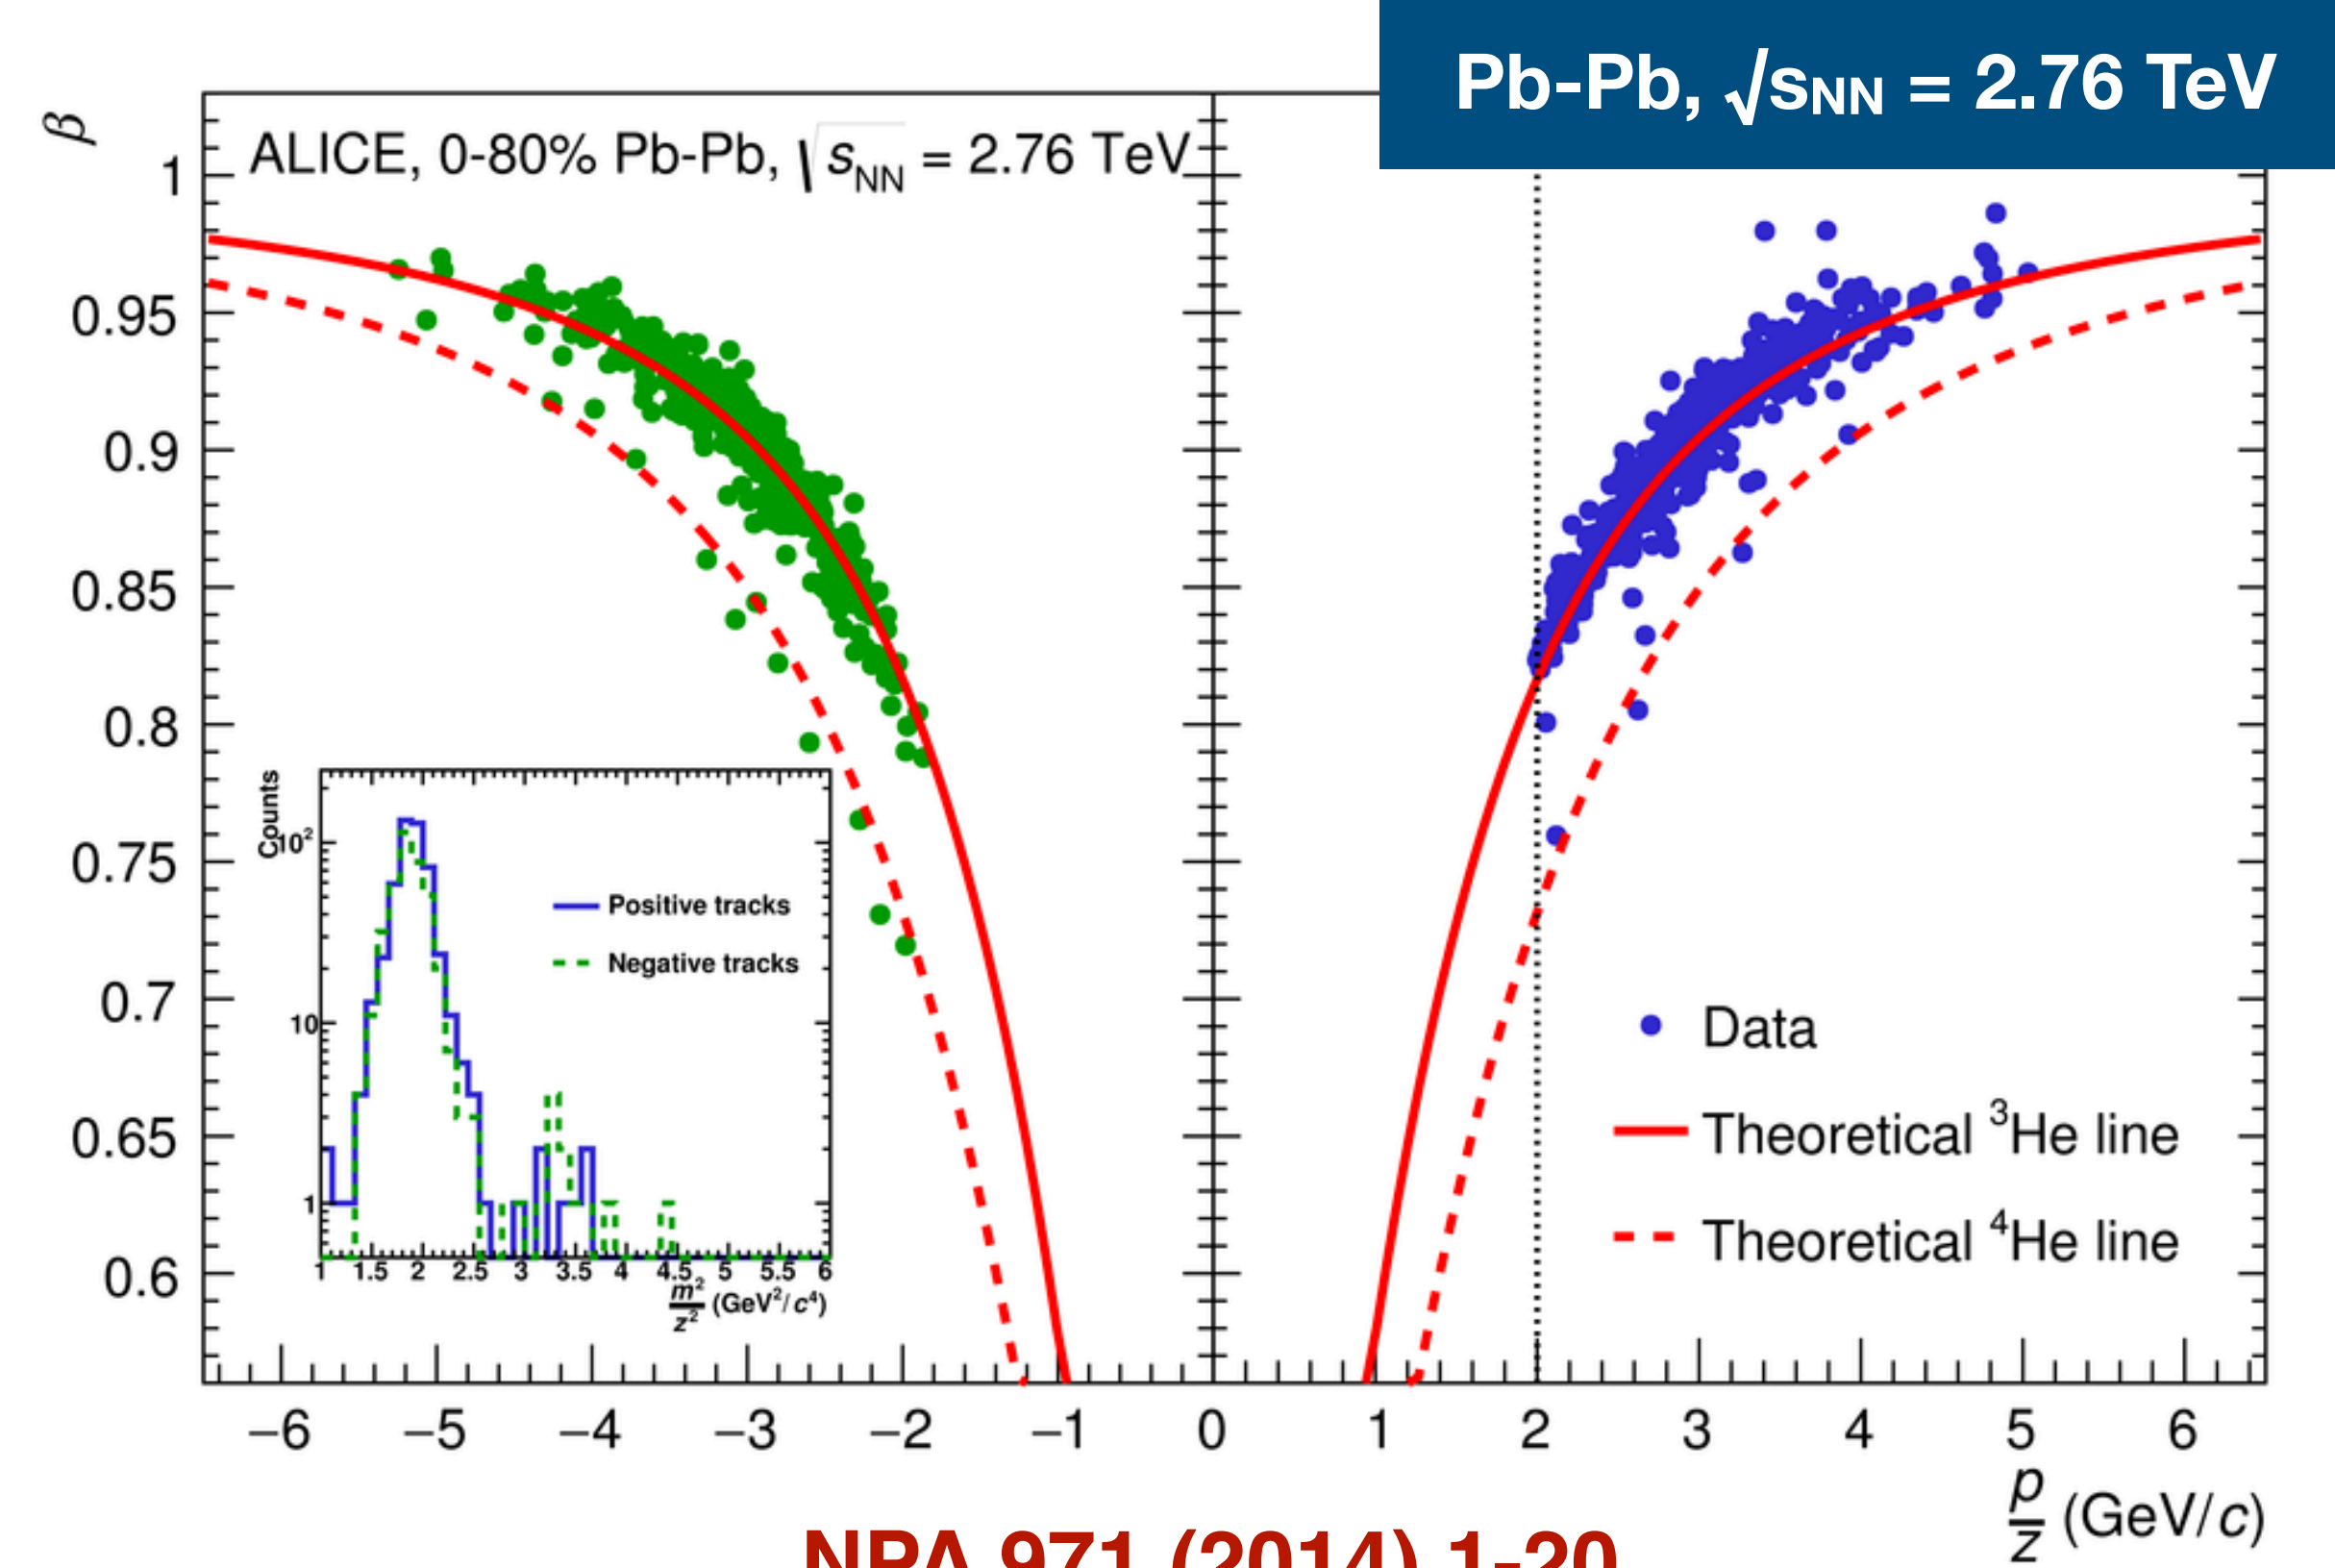 Pb-Pb, √sNN = 2.76 TeV
β
ALICE, 0-80% Pb-Pb, √sNN = 2.76 TeV
1
0.95
0.9
0.85
0.8
0.75
0.7
0.65
0.6
Counts
10²
10
1
Positive tracks
Negative tracks
1 1.5 2 2.5 3 3.5 4 4.5 5 5.5 6
m²/z² (GeV²/c⁴)
Data
Theoretical ³He line
Theoretical ⁴He line
−6 −5 −4 −3 −2 −1 0 1 2 3 4 5 6
p/z (GeV/c)
NPA 971 (2014) 1-20